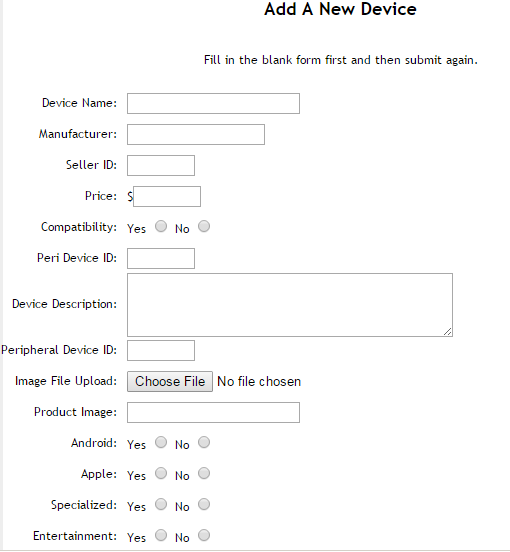 Add A New Device
Fill in the blank form first and then submit again.
Device Name:
Manufacturer:
Seller ID:
Price: $
Compatibility: Yes No
Peri Device ID:
Device Description:
Peripheral Device ID:
Image File Upload: Choose File No file chosen
Product Image:
Android: Yes No
Apple: Yes No
Specialized: Yes No
Entertainment: Yes No